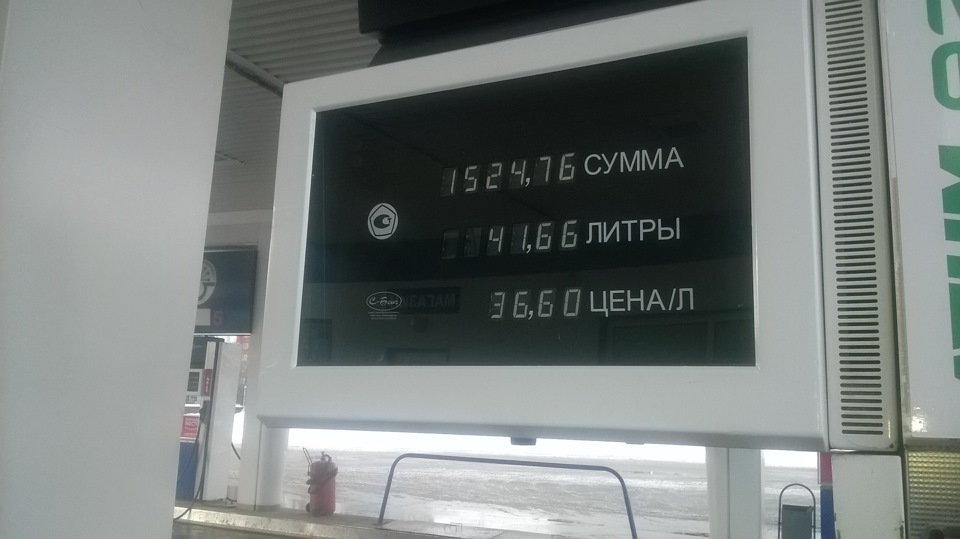 1524,76 СУММА
41,66 ЛИТРЫ
36,60 ЦЕНА/Л